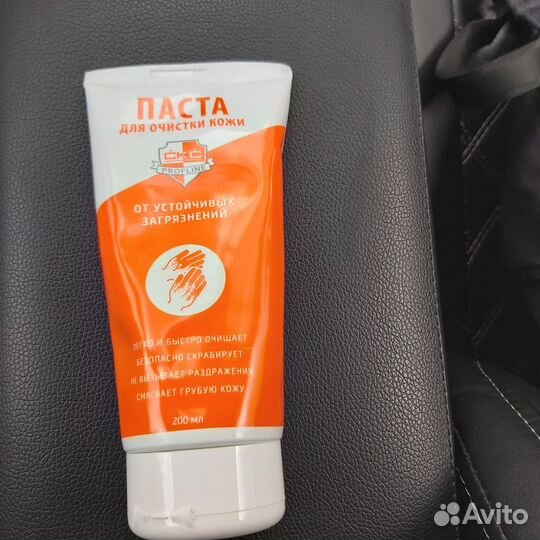 ПАСТА
ДЛЯ ОЧИСТКИ КОЖИ
СКС
PROFLINE
ОТ УСТОЙЧИВЫХ
ЗАГРЯЗНЕНИЙ
ЛЕГКО И БЫСТРО ОЧИЩАЕТ
БЕЗОПАСНО СКРАБИРУЕТ
НЕ ВЫЗЫВАЕТ РАЗДРАЖЕНИЯ
СМЯГЧАЕТ ГРУБУЮ КОЖУ
200 МЛ
Avito